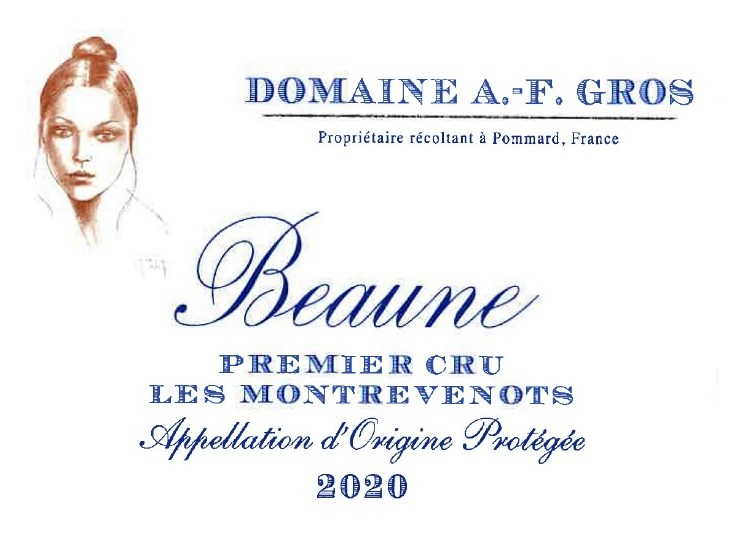 DOMAINE A.-F. GROS
Propriétaire récoltant à Pommard, France
Beaune
PREMIER CRU
LES MONTREVENOTS
Appellation d'Origine Protégée
2020